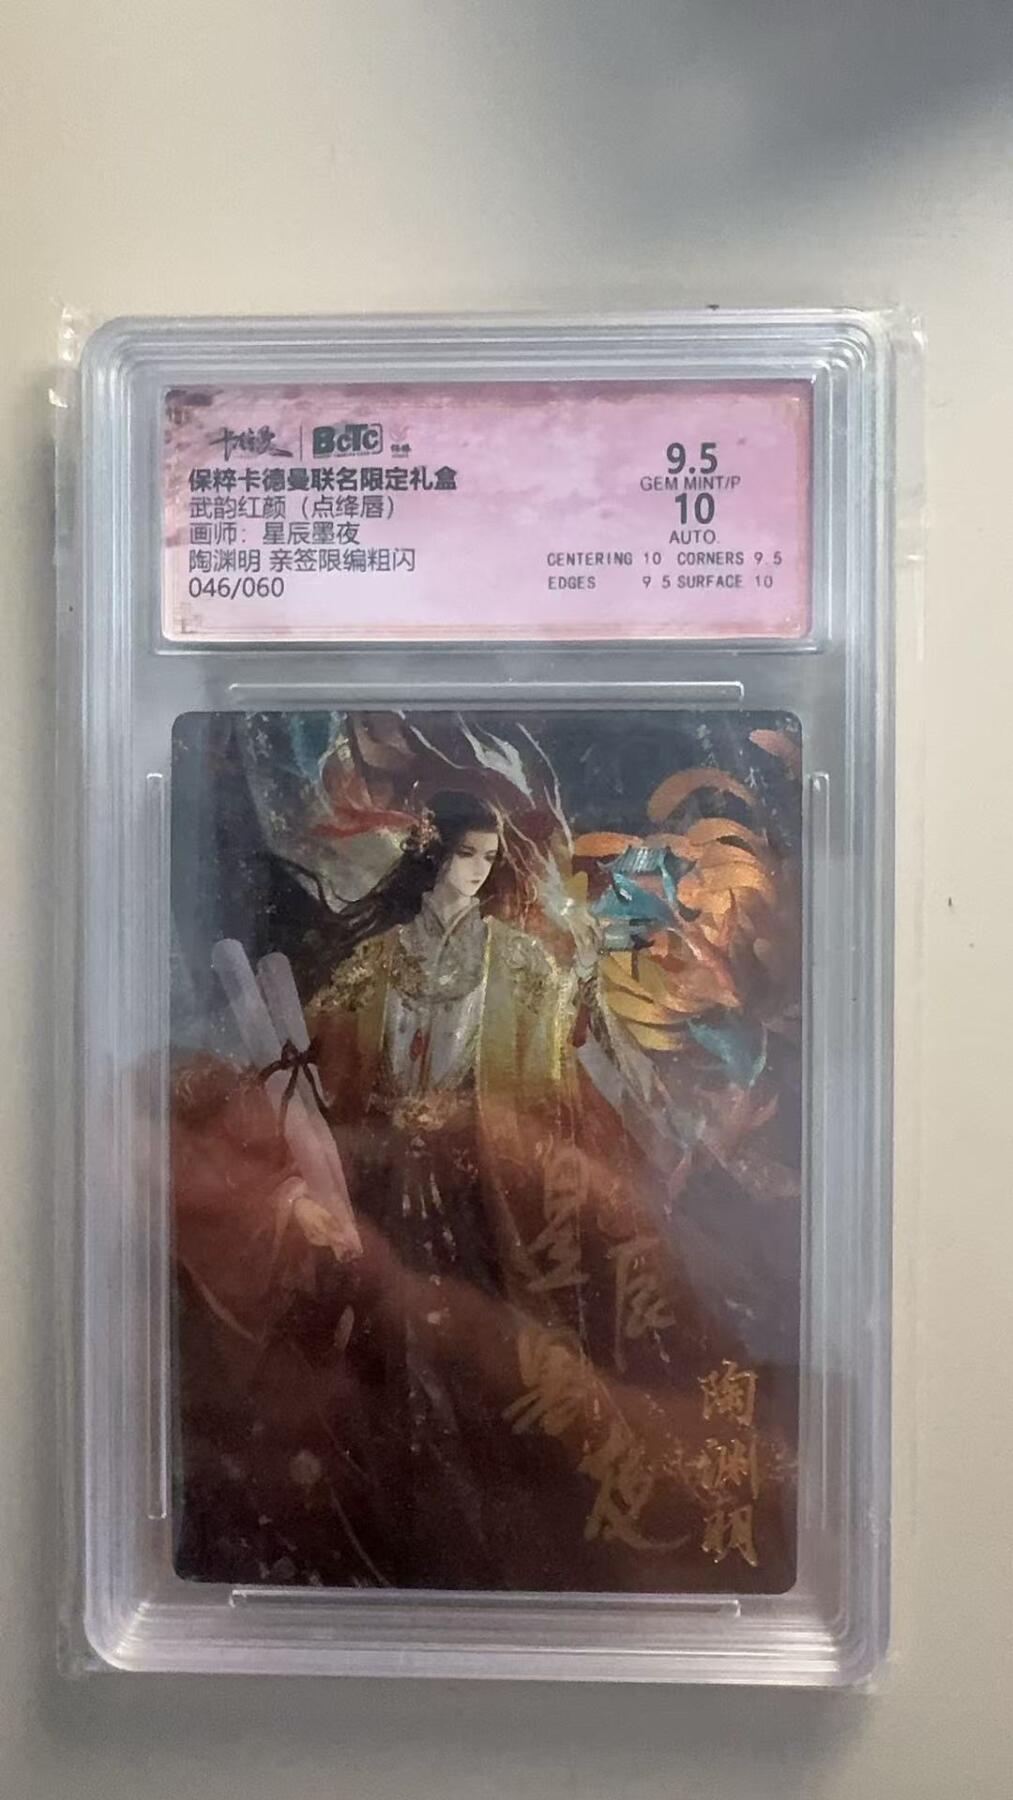 卡德曼 BCTC
保粹卡德曼联名限定礼盒
武韵红颜（点绛唇）
画师：星辰墨夜
陶渊明 亲签限编粗闪
046/060
9.5
GEM MINT/P
10
AUTO.
CENTERING 10 CORNERS 9.5
EDGES 9.5 SURFACE 10
星辰
墨夜
陶渊明